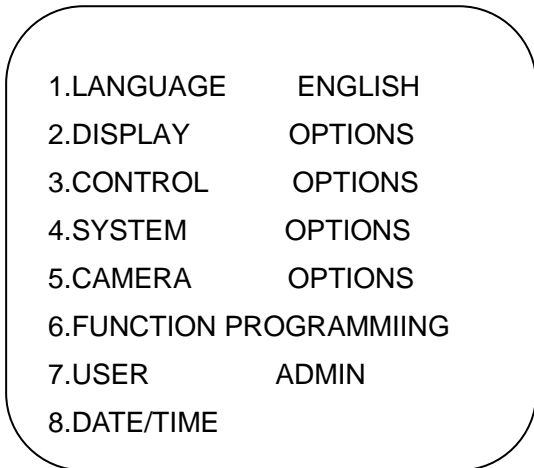 1.LANGUAGE ENGLISH
2.DISPLAY OPTIONS
3.CONTROL OPTIONS
4.SYSTEM OPTIONS
5.CAMERA OPTIONS
6.FUNCTION PROGRAMMIING
7.USER ADMIN
8.DATE/TIME